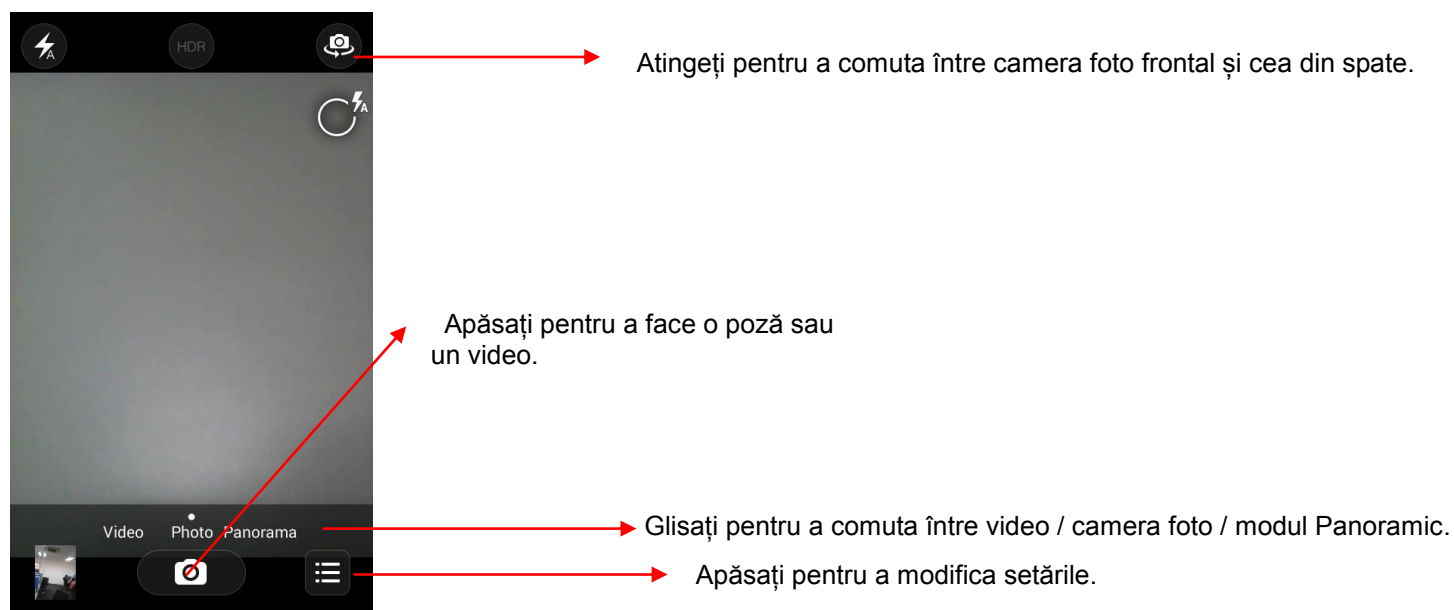 A
HDR
Atingeți pentru a comuta între camera foto frontal și cea din spate.
A
Apăsați pentru a face o poză sau
un video.
Video Photo Panorama
Glisați pentru a comuta între video / camera foto / modul Panoramic.
Apăsați pentru a modifica setările.